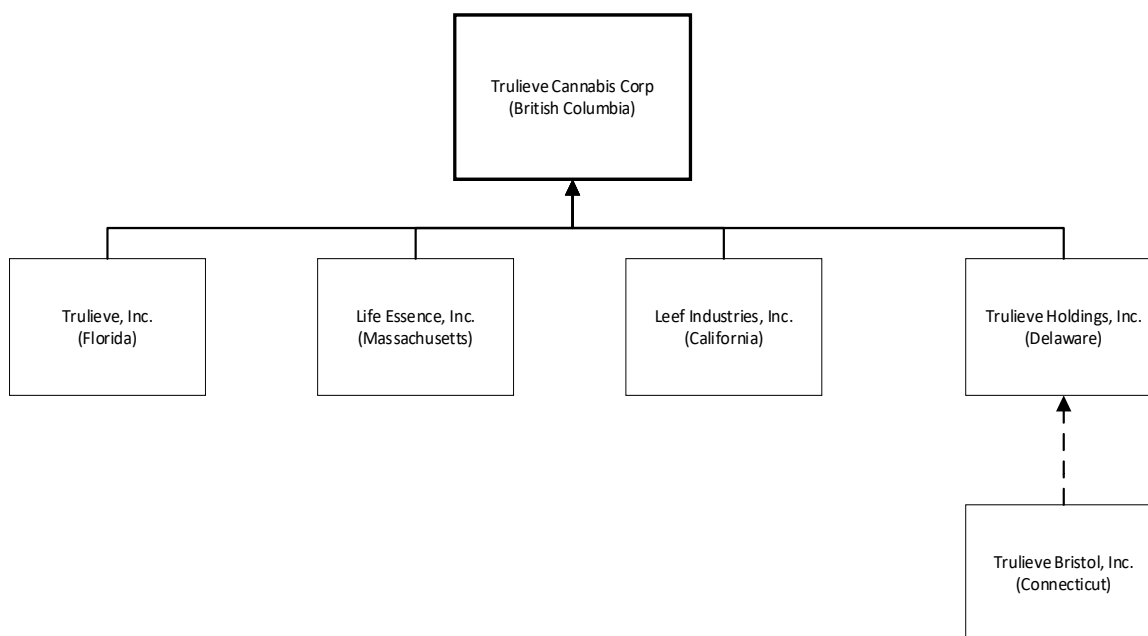 Trulieve Cannabis Corp
(British Columbia)
Trulieve, Inc.
(Florida)
Life Essence, Inc.
(Massachusetts)
Leef Industries, Inc.
(California)
Trulieve Holdings, Inc.
(Delaware)
Trulieve Bristol, Inc.
(Connecticut)